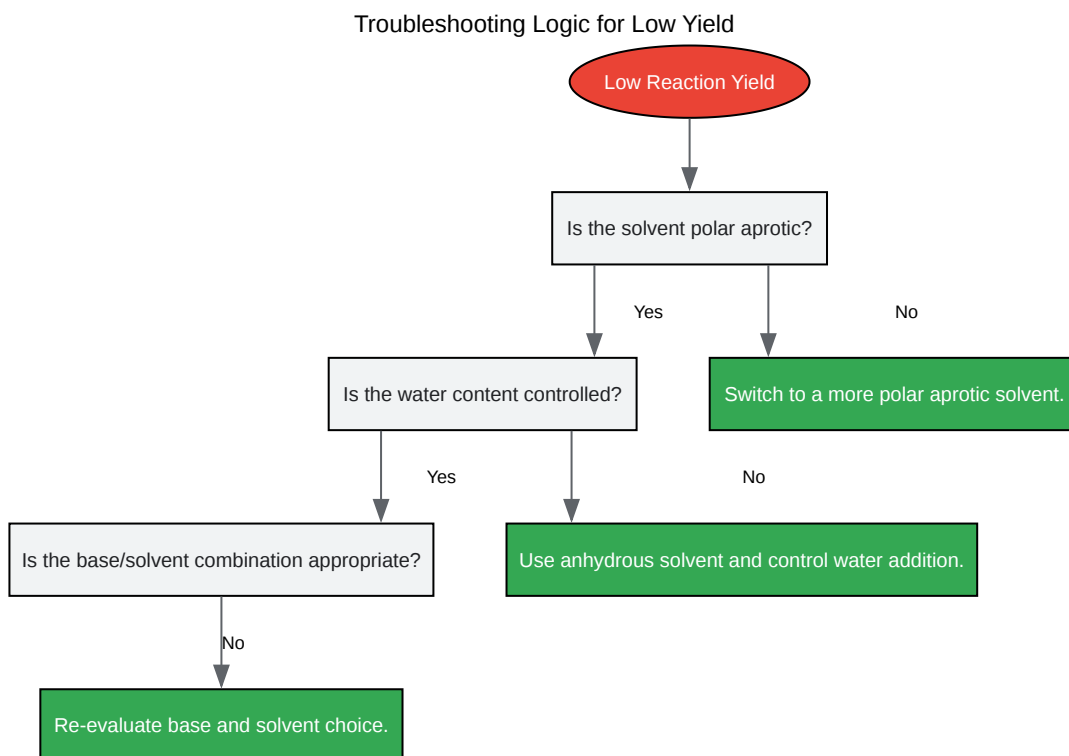 Troubleshooting Logic for Low Yield
Low Reaction Yield
Is the solvent polar aprotic?
Yes
No
Is the water content controlled?
Switch to a more polar aprotic solvent.
Yes
No
Is the base/solvent combination appropriate?
Use anhydrous solvent and control water addition.
No
Re-evaluate base and solvent choice.